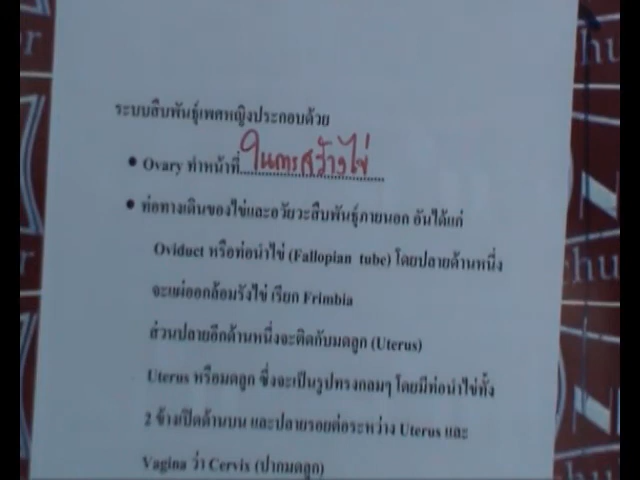 ระบบสืบพันธุ์เพศหญิงประกอบด้วย
● Ovary ทำหน้าที่ ในการสร้างไข่
● ท่อทางเดินของไข่และอวัยวะสืบพันธุ์ภายนอก อันได้แก่
Oviduct หรือท่อนำไข่ (Fallopian tube) โดยปลายด้านหนึ่ง
จะแผ่ออกล้อมรังไข่ เรียก Frimbia
ส่วนปลายอีกด้านหนึ่งจะติดกับมดลูก (Uterus)
Uterus หรือมดลูก ซึ่งจะเป็นรูปทรงกลมๆ โดยมีท่อนำไข่ทั้ง
2 ข้างเปิดด้านบน และปลายรอยต่อระหว่าง Uterus และ
Vagina ว่า Cervis (ปากมดลูก)